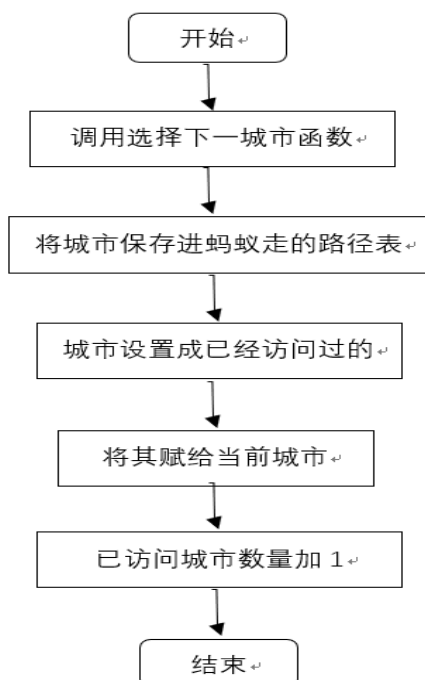 开始
调用选择下一城市函数
将城市保存进蚂蚁走的路径表
城市设置成已经访问过的
将其赋给当前城市
已访问城市数量加 1
结束